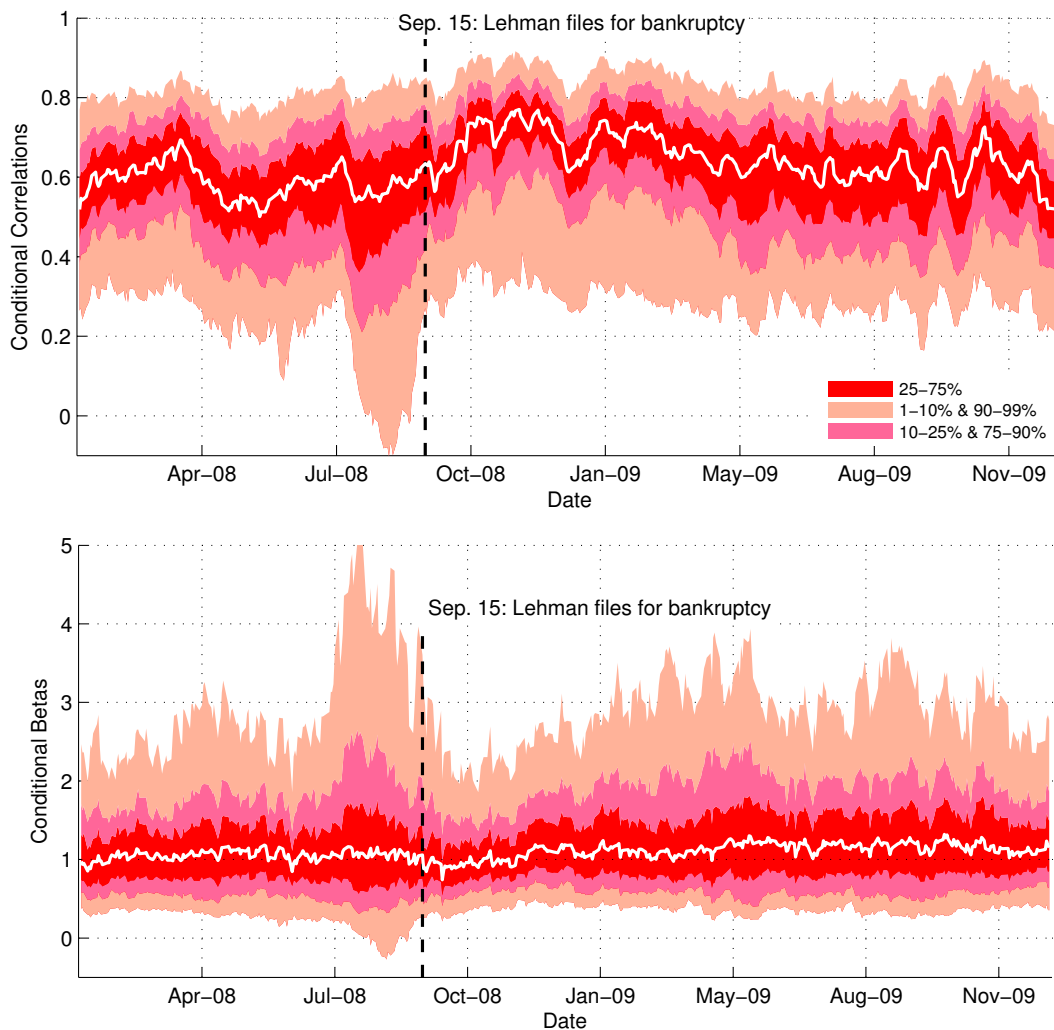 Sep. 15: Lehman files for bankruptcy
1
0.8
0.6
0.4
0.2
0
Conditional Correlations
25−75%
1−10% & 90−99%
10−25% & 75−90%
Apr−08 Jul−08 Oct−08 Jan−09 May−09 Aug−09 Nov−09
Date
5
4
3
2
1
0
Conditional Betas
Sep. 15: Lehman files for bankruptcy
Apr−08 Jul−08 Oct−08 Jan−09 May−09 Aug−09 Nov−09
Date